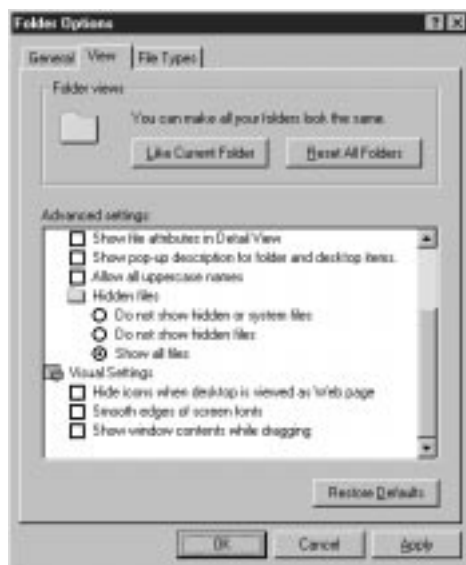 Folder Options
General View File Types
Folder views
You can make all your folders look the same.
Like Current Folder Reset All Folders
Advanced settings:
Show file attributes in Detail View
Show pop-up description for folder and desktop items.
Allow all uppercase names
Hidden files
Do not show hidden or system files
Do not show hidden files
Show all files
Visual Settings
Hide icons when desktop is viewed as Web page
Smooth edges of screen fonts
Show window contents while dragging
Restore Defaults
OK Cancel Apply